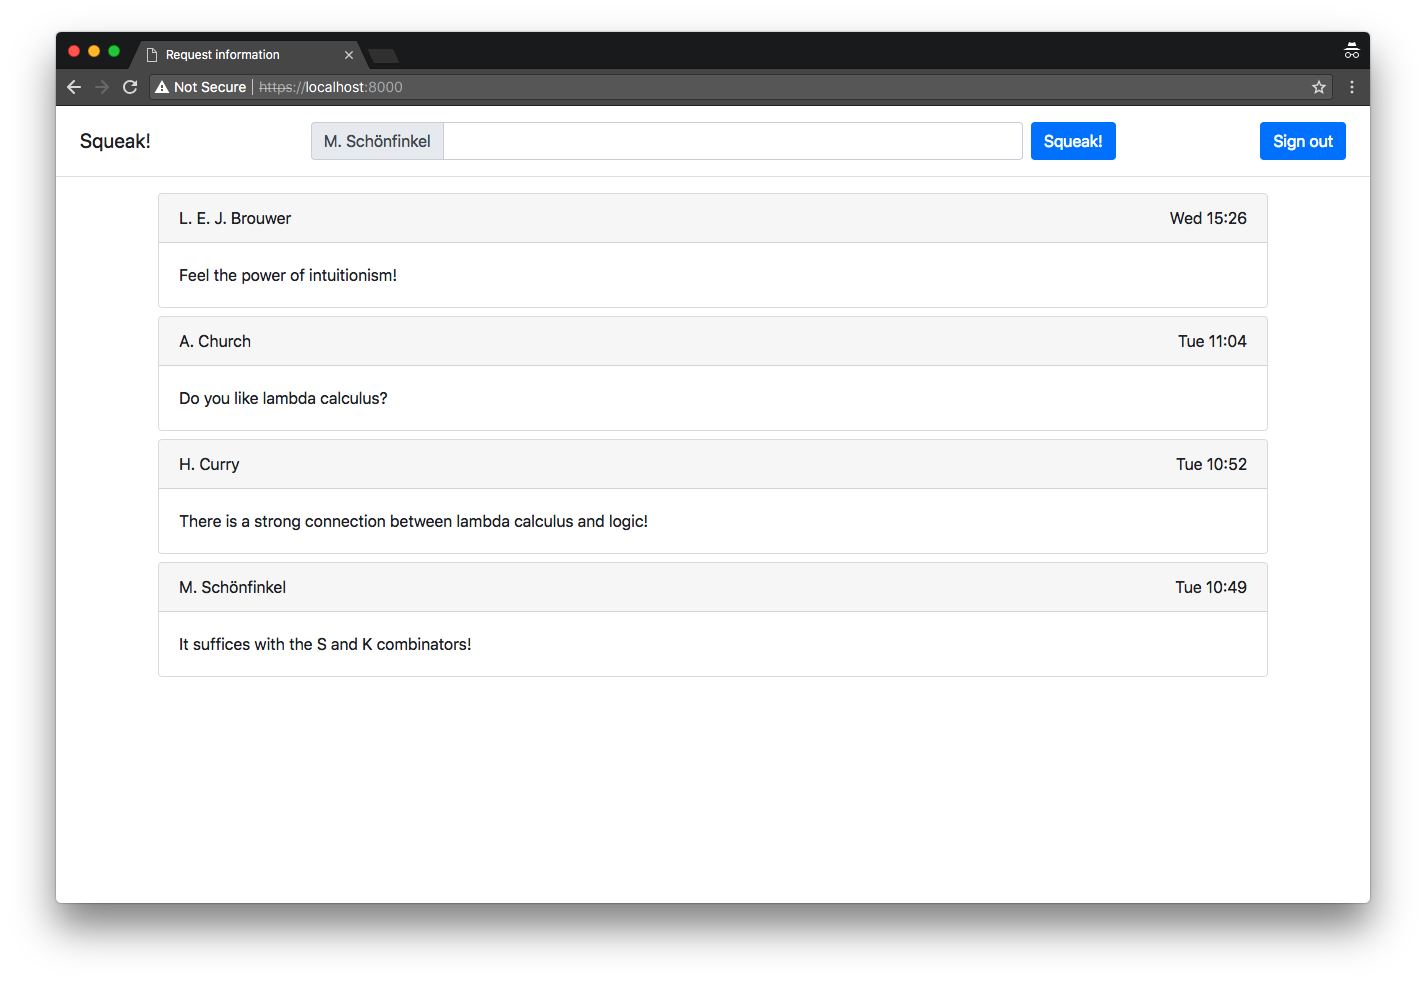 Request information
Not Secure https://localhost:8000
Squeak! M. Schönfinkel Squeak! Sign out
L. E. J. Brouwer Wed 15:26
Feel the power of intuitionism!
A. Church Tue 11:04
Do you like lambda calculus?
H. Curry Tue 10:52
There is a strong connection between lambda calculus and logic!
M. Schönfinkel Tue 10:49
It suffices with the S and K combinators!